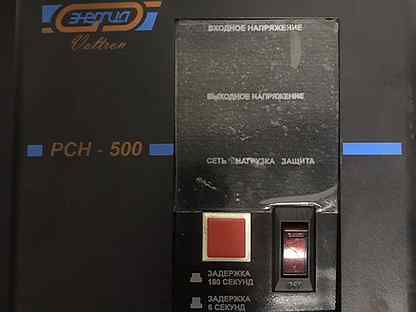 ЭНЕРГИЯ
Voltron
ВХОДНОЕ НАПРЯЖЕНИЕ
ВЫХОДНОЕ НАПРЯЖЕНИЕ
СЕТЬ НАГРУЗКА ЗАЩИТА
РСН - 500
ЗАДЕРЖКА
180 СЕКУНД
ЗАДЕРЖКА
6 СЕКУНД